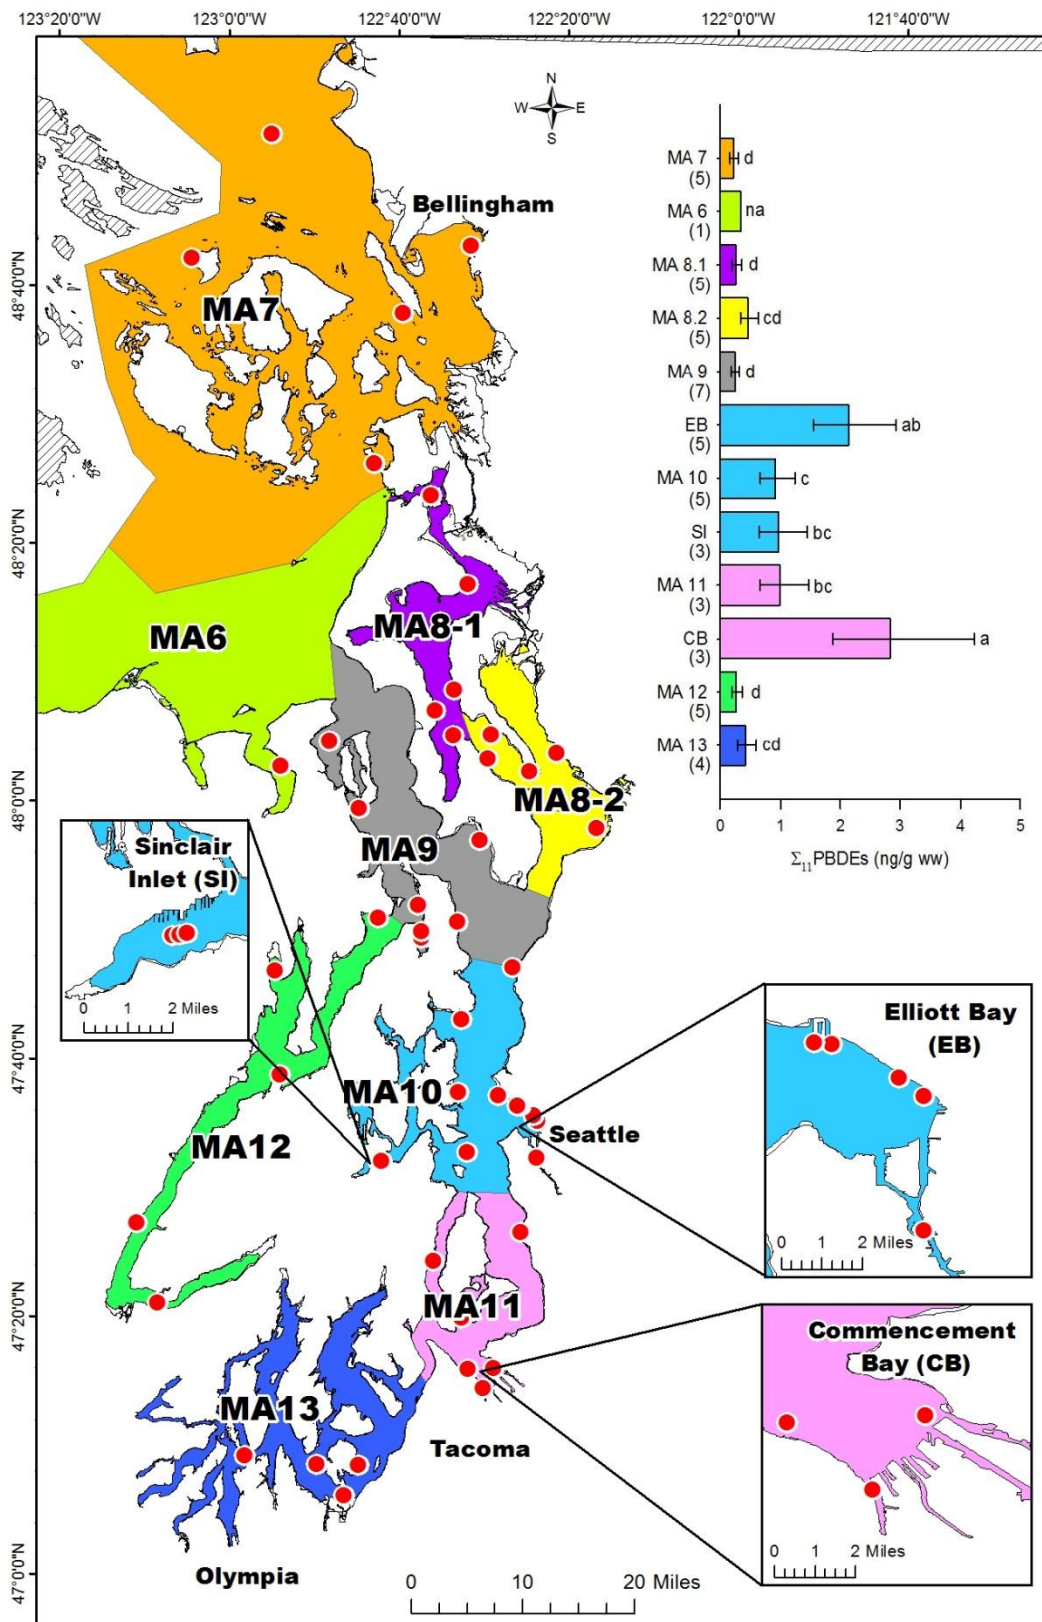 123°20'0"W
123°0'0"W
122°40'0"W
122°20'0"W
122°0'0"W
121°40'0"W
N
W
E
S
Bellingham
48°40'0"N
MA7
48°20'0"N
MA6
MA8-1
48°0'0"N
MA8-2
MA9
Sinclair
Inlet (SI)
0 1 2 Miles
47°40'0"N
MA10
MA12
Seattle
Elliott Bay
(EB)
0 1 2 Miles
47°20'0"N
MA11
Commencement
Bay (CB)
0 1 2 Miles
MA13
Tacoma
Olympia
47°0'0"N
0 10 20 Miles
MA 7
(5)
d
MA 6
(1)
na
MA 8.1
(5)
d
MA 8.2
(5)
cd
MA 9
(7)
d
EB
(5)
ab
MA 10
(5)
c
SI
(3)
bc
MA 11
(3)
bc
CB
(3)
a
MA 12
(5)
d
MA 13
(4)
cd
0 1 2 3 4 5
Σ₁₁PBDEs (ng/g ww)